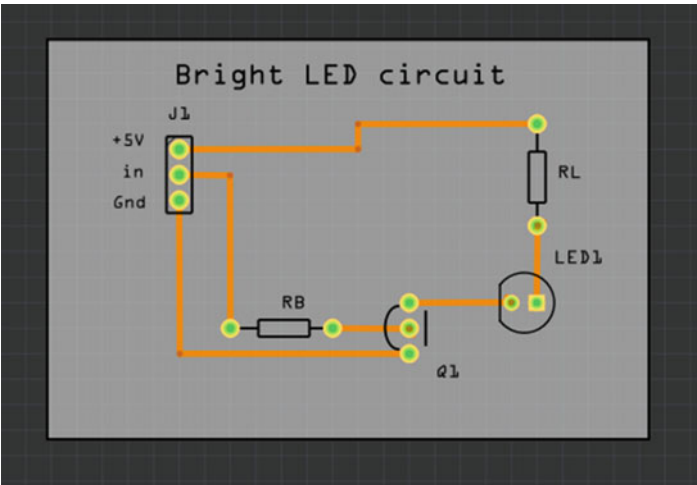 Bright LED circuit
J1
+5V
in
Gnd
RL
LED1
RB
Q1